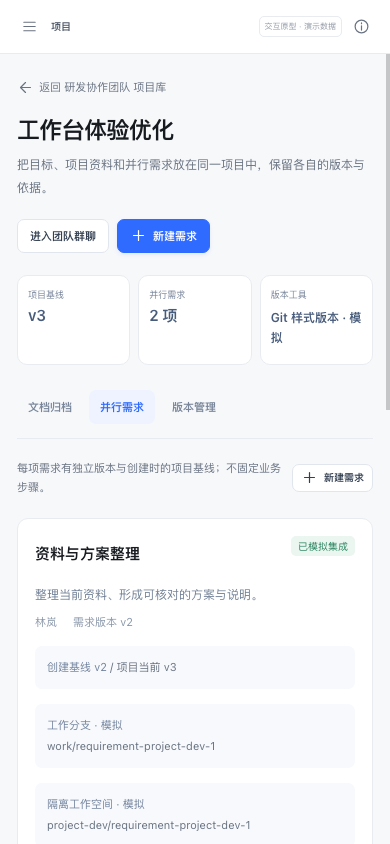 项目
交互原型 · 演示数据
返回 研发协作团队 项目库
工作台体验优化
把目标、项目资料和并行需求放在同一项目中，保留各自的版本与
依据。
进入团队群聊
新建需求
项目基线
v3
并行需求
2 项
版本工具
Git 样式版本 · 模
拟
文档归档
并行需求
版本管理
每项需求有独立版本与创建时的项目基线；不固定业务
步骤。
新建需求
资料与方案整理
已模拟集成
整理当前资料、形成可核对的方案与说明。
林岚 需求版本 v2
创建基线 v2 / 项目当前 v3
工作分支 · 模拟
work/requirement-project-dev-1
隔离工作空间 · 模拟
project-dev/requirement-project-dev-1